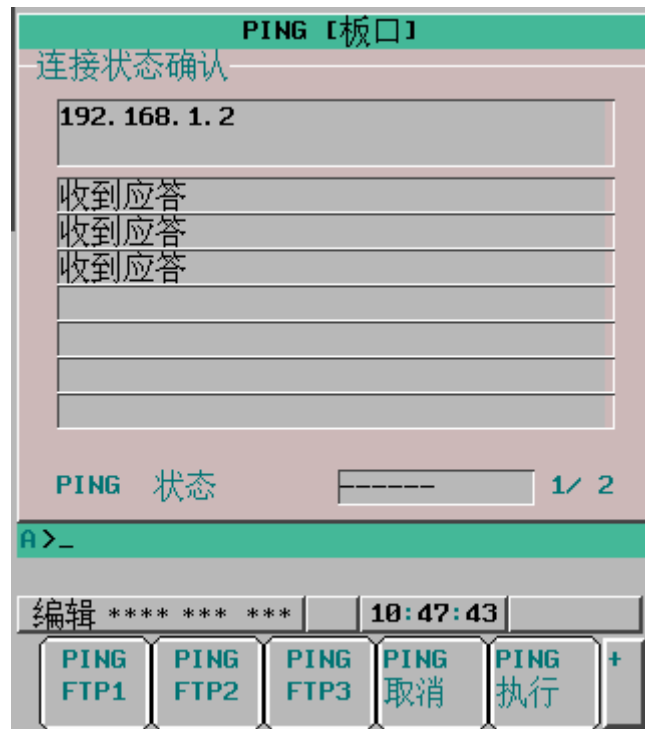 PING [板口]
连接状态确认
192.168.1.2
收到应答
收到应答
收到应答
PING 状态 ------ 1/ 2
A>_
编辑 **** *** *** 10:47:43
PING FTP1 PING FTP2 PING FTP3 PING 取消 PING 执行 +